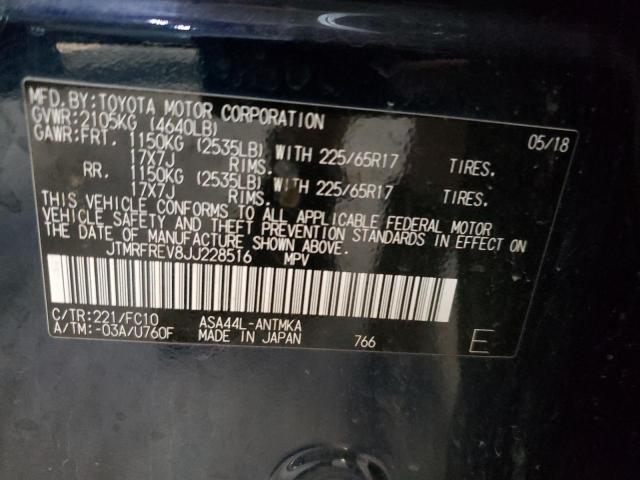 MFD.BY:TOYOTA MOTOR CORPORATION
GVWR:2105KG (4640LB) 05/18
GAWR:FRT. 1150KG (2535LB) WITH 225/65R17 TIRES.
17X7J RIMS.
RR. 1150KG (2535LB) WITH 225/65R17 TIRES.
17X7J RIMS.
THIS VEHICLE CONFORMS TO ALL APPLICABLE FEDERAL MOTOR
VEHICLE SAFETY AND THEFT PREVENTION STANDARDS IN EFFECT ON
THE DATE OF MANUFACTURE SHOWN ABOVE.
JTMRFREV8JJ228516 MPV
C/TR:221/FC10 ASA44L-ANTMKA
A/TM:-03A/U760F MADE IN JAPAN 766 E